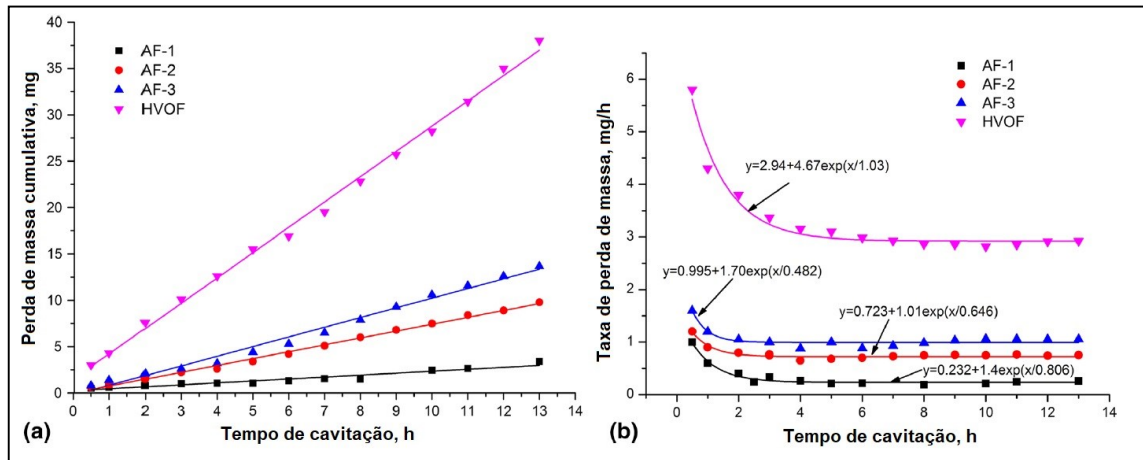 Perda de massa cumulativa, mg
40
35
30
25
20
15
10
5
0
AF-1
AF-2
AF-3
HVOF
0 1 2 3 4 5 6 7 8 9 10 11 12 13 14
(a)
Tempo de cavitação, h
Taxa de perda de massa, mg/h
6
5
4
3
2
1
0
AF-1
AF-2
AF-3
HVOF
y=2.94+4.67exp(x/1.03)
y=0.995+1.70exp(x/0.482)
y=0.723+1.01exp(x/0.646)
y=0.232+1.4exp(x/0.806)
0 2 4 6 8 10 12 14
(b)
Tempo de cavitação, h